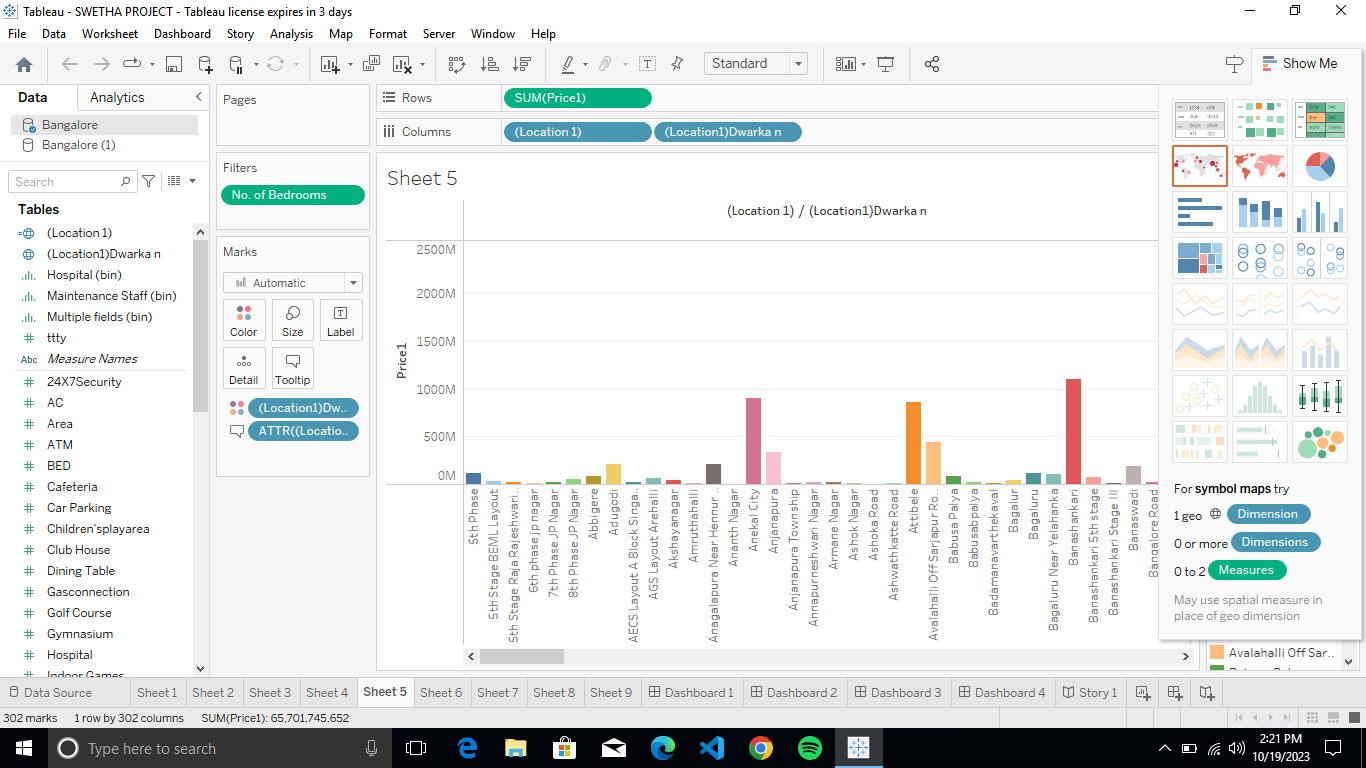 Tableau - SWETHA PROJECT - Tableau license expires in 3 days
File Data Worksheet Dashboard Story Analysis Map Format Server Window Help
Standard
Show Me
Data Analytics
Bangalore
Bangalore (1)
Search
Tables
(Location 1)
(Location1)Dwarka n
Hospital (bin)
Maintenance Staff (bin)
Multiple fields (bin)
ttty
Abc Measure Names
24X7Security
AC
Area
ATM
BED
Cafeteria
Car Parking
Children'splayarea
Club House
Dining Table
Gasconnection
Golf Course
Gymnasium
Hospital
Indoor Games
Pages
Filters
No. of Bedrooms
Marks
Automatic
Color Size Label
Detail Tooltip
(Location1)Dw..
ATTR((Locatio..
Rows SUM(Price1)
Columns (Location 1) (Location1)Dwarka n
Sheet 5
(Location 1) / (Location1)Dwarka n
Price1
2500M
2000M
1500M
1000M
500M
0M
5th Phase
5th Stage BEML Layout
5th Stage Raja Rajeshwari ..
6th phase jp nagar
7th Phase JP Nagar
8th Phase JP Nagar
Abbigere
Adugodi
AECS Layout A Block Singa..
AGS Layout Arehalli
Akshayanagar
Amruthahalli
Anagalapura Near Hennur ..
Ananth Nagar
Anekal City
Anjanapura
Anjanapura Township
Annapurneshwari Nagar
Armane Nagar
Ashok Nagar
Ashoka Road
Ashwathkatte Road
Attibele
Avalahalli Off Sarjapur Ro..
Babusa Palya
Babusabpalya
Badamanavarthekaval
Bagalur
Bagaluru
Bagaluru Near Yelahanka
Banashankari
Banashankari 5th stage
Banashankari Stage III
Banaswadi
Bangalore Road
For symbol maps try
1 geo Dimension
0 or more Dimensions
0 to 2 Measures
May use spatial measure in
place of geo dimension
Avalahalli Off Sar..
Data Source Sheet 1 Sheet 2 Sheet 3 Sheet 4 Sheet 5 Sheet 6 Sheet 7 Sheet 8 Sheet 9 Dashboard 1 Dashboard 2 Dashboard 3 Dashboard 4 Story 1
302 marks 1 row by 302 columns SUM(Price1): 65,701,745,652
Type here to search
2:21 PM
10/19/2023